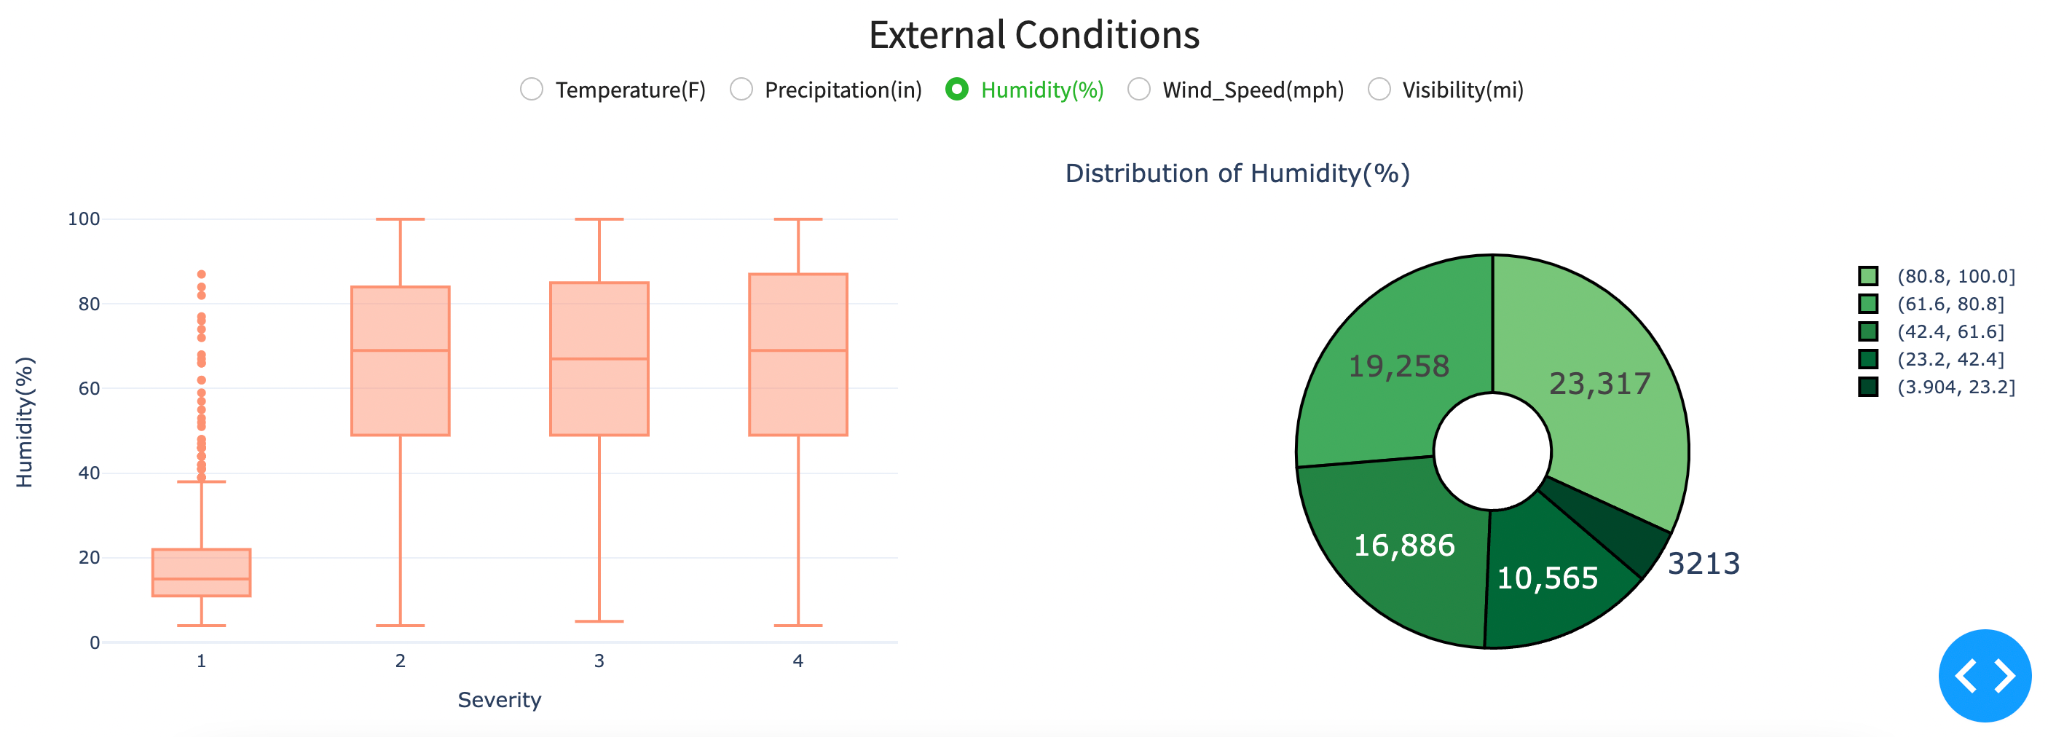 External Conditions
Temperature(F) Precipitation(in) Humidity(%) Wind_Speed(mph) Visibility(mi)
Distribution of Humidity(%)
Humidity(%)
100
80
60
40
20
0
1 2 3 4
Severity
19,258
23,317
16,886
10,565
3213
(80.8, 100.0]
(61.6, 80.8]
(42.4, 61.6]
(23.2, 42.4]
(3.904, 23.2]